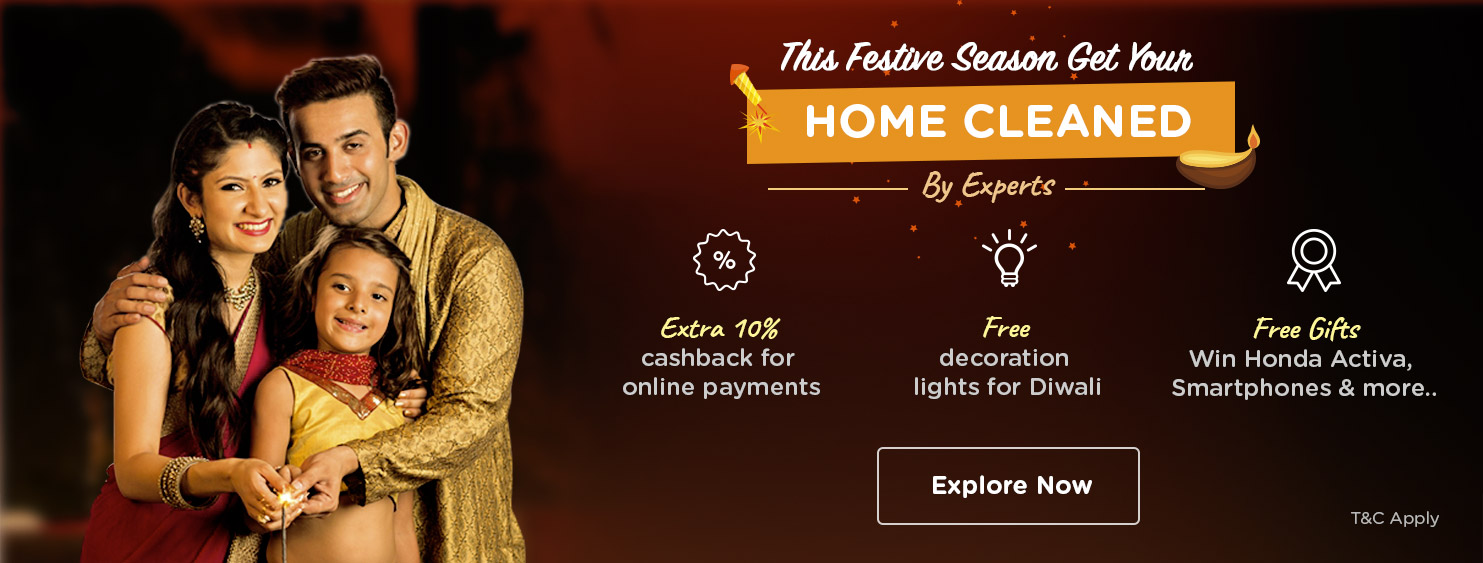 This Festive Season Get Your
HOME CLEANED
By Experts
%
Extra 10%
cashback for
online payments
Free
decoration
lights for Diwali
Free Gifts
Win Honda Activa,
Smartphones & more..
Explore Now
T&C Apply